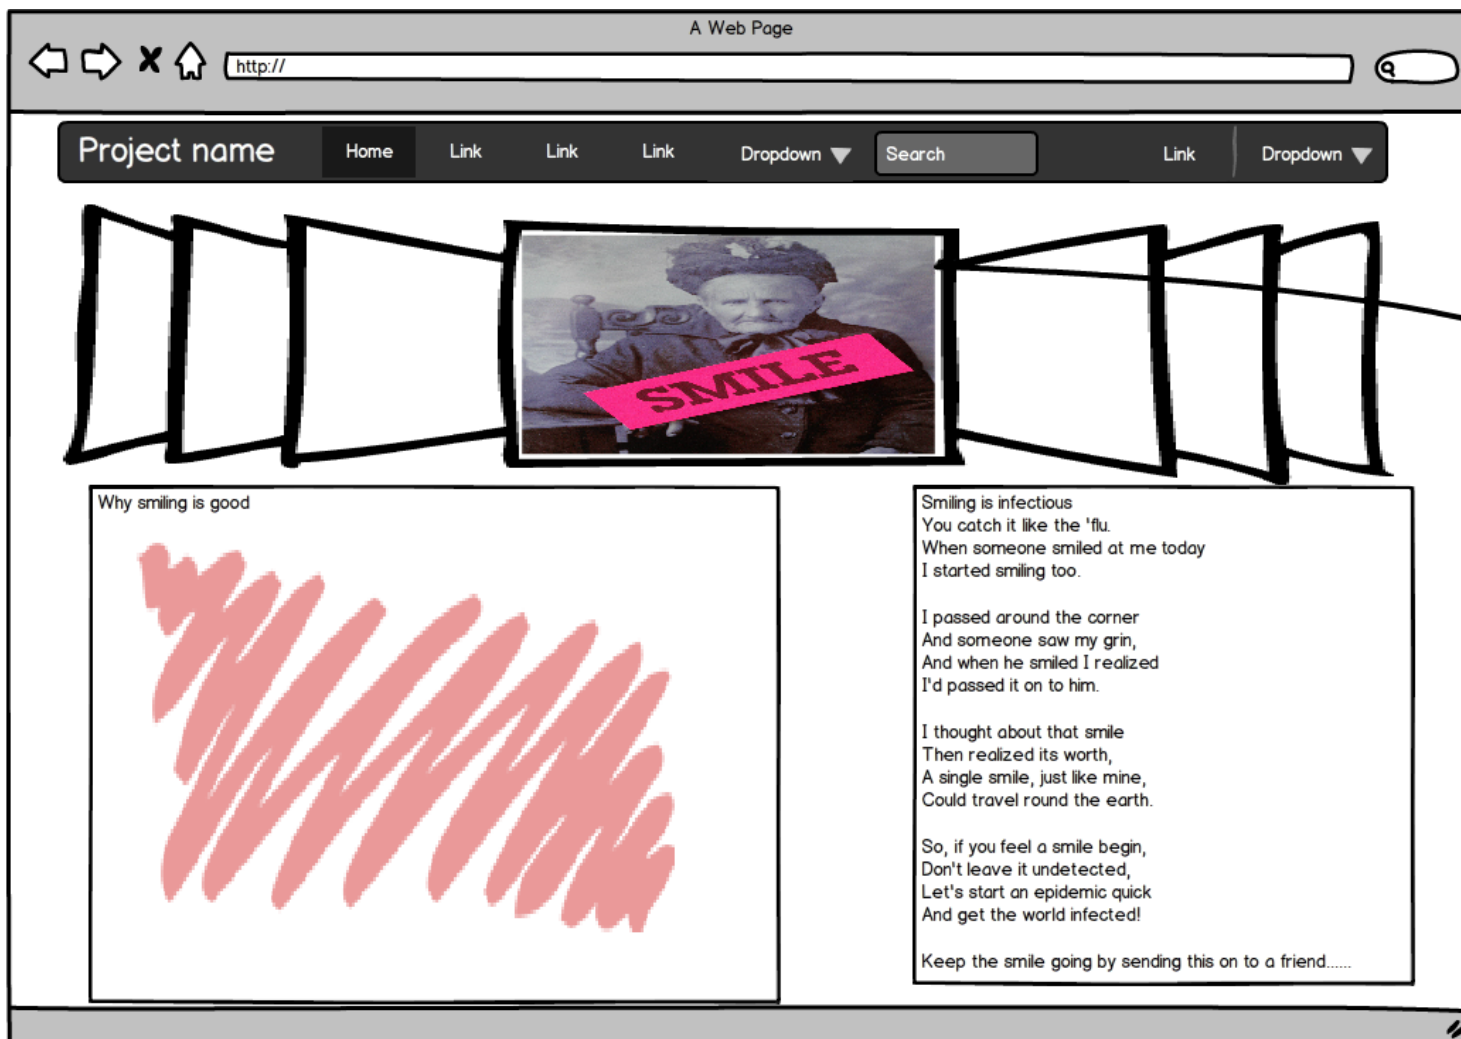 A Web Page
http://
Project name Home Link Link Link Dropdown Search Link Dropdown
SMILE
Why smiling is good
Smiling is infectious
You catch it like the 'flu.
When someone smiled at me today
I started smiling too.
I passed around the corner
And someone saw my grin,
And when he smiled I realized
I'd passed it on to him.
I thought about that smile
Then realized its worth,
A single smile, just like mine,
Could travel round the earth.
So, if you feel a smile begin,
Don't leave it undetected,
Let's start an epidemic quick
And get the world infected!
Keep the smile going by sending this on to a friend......